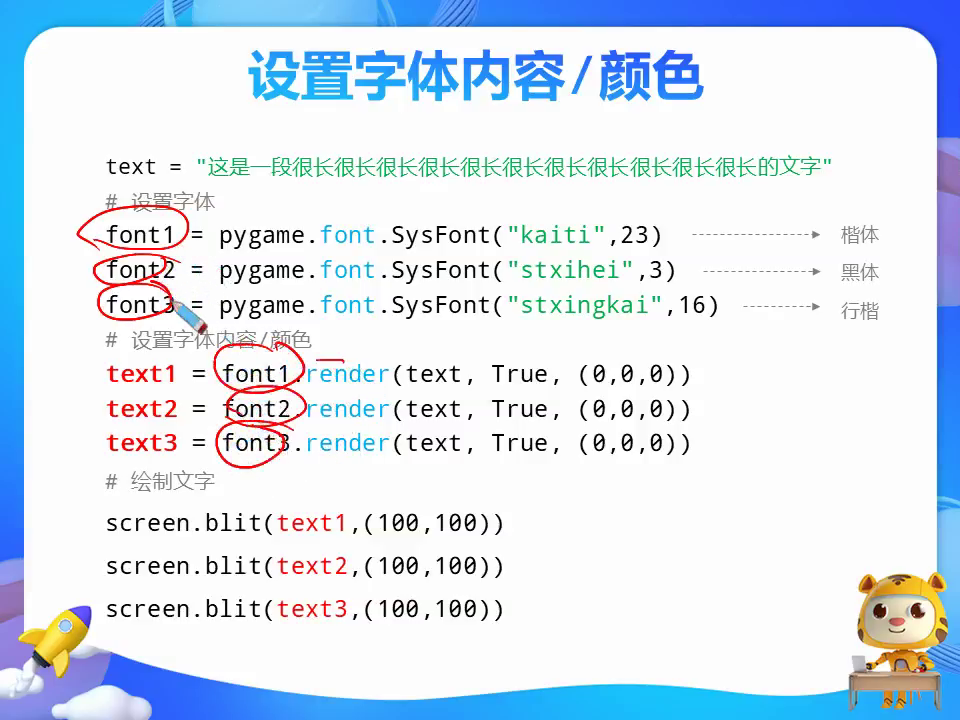 设置字体内容/颜色
text = "这是一段很长很长很长很长很长很长很长很长很长很长很长的文字"
# 设置字体
font1 = pygame.font.SysFont("kaiti",23) 楷体
font2 = pygame.font.SysFont("stxihei",3) 黑体
font3 = pygame.font.SysFont("stxingkai",16) 行楷
# 设置字体内容/颜色
text1 = font1.render(text, True, (0,0,0))
text2 = font2.render(text, True, (0,0,0))
text3 = font3.render(text, True, (0,0,0))
# 绘制文字
screen.blit(text1,(100,100))
screen.blit(text2,(100,100))
screen.blit(text3,(100,100))